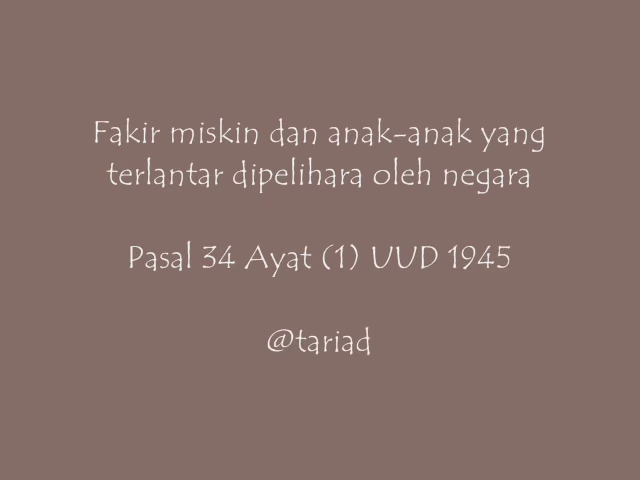 Fakir miskin dan anak-anak yang
terlantar dipelihara oleh negara
Pasal 34 Ayat (1) UUD 1945
@tariad